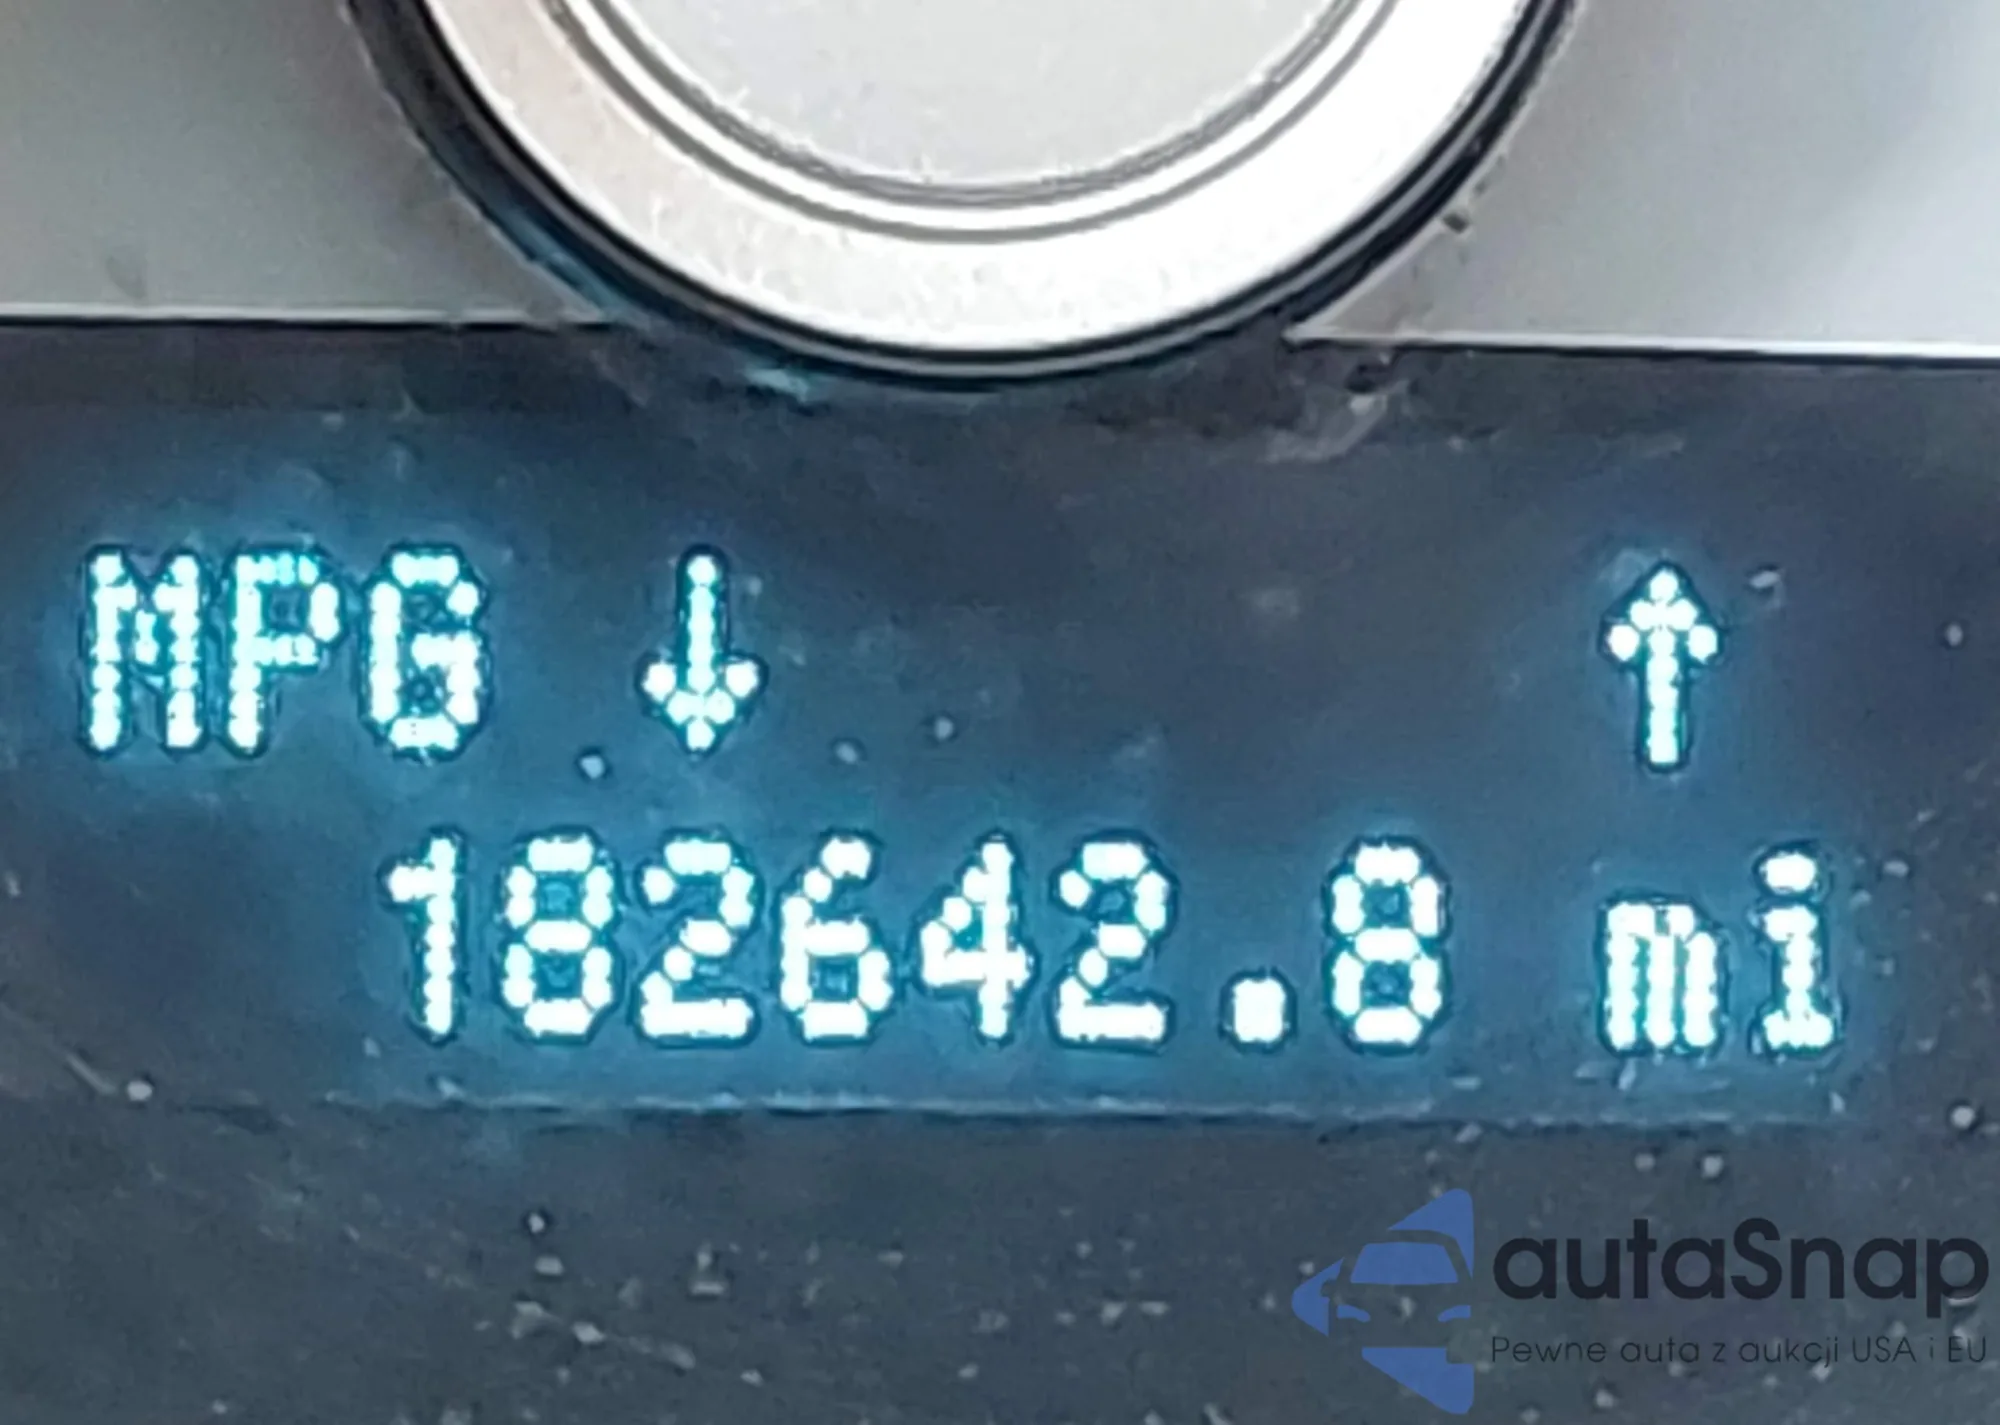 MPG ↓ ↑
182642.8 mi
autaSnap
Pewne auta z aukcji USA i EU